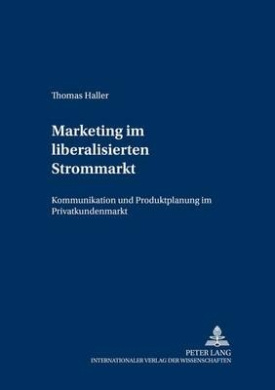 Thomas Haller
Marketing im
liberalisierten
Strommarkt
Kommunikation und Produktplanung im
Privatkundenmarkt
PETER LANG
INTERNATIONALER VERLAG DER WISSENSCHAFTEN